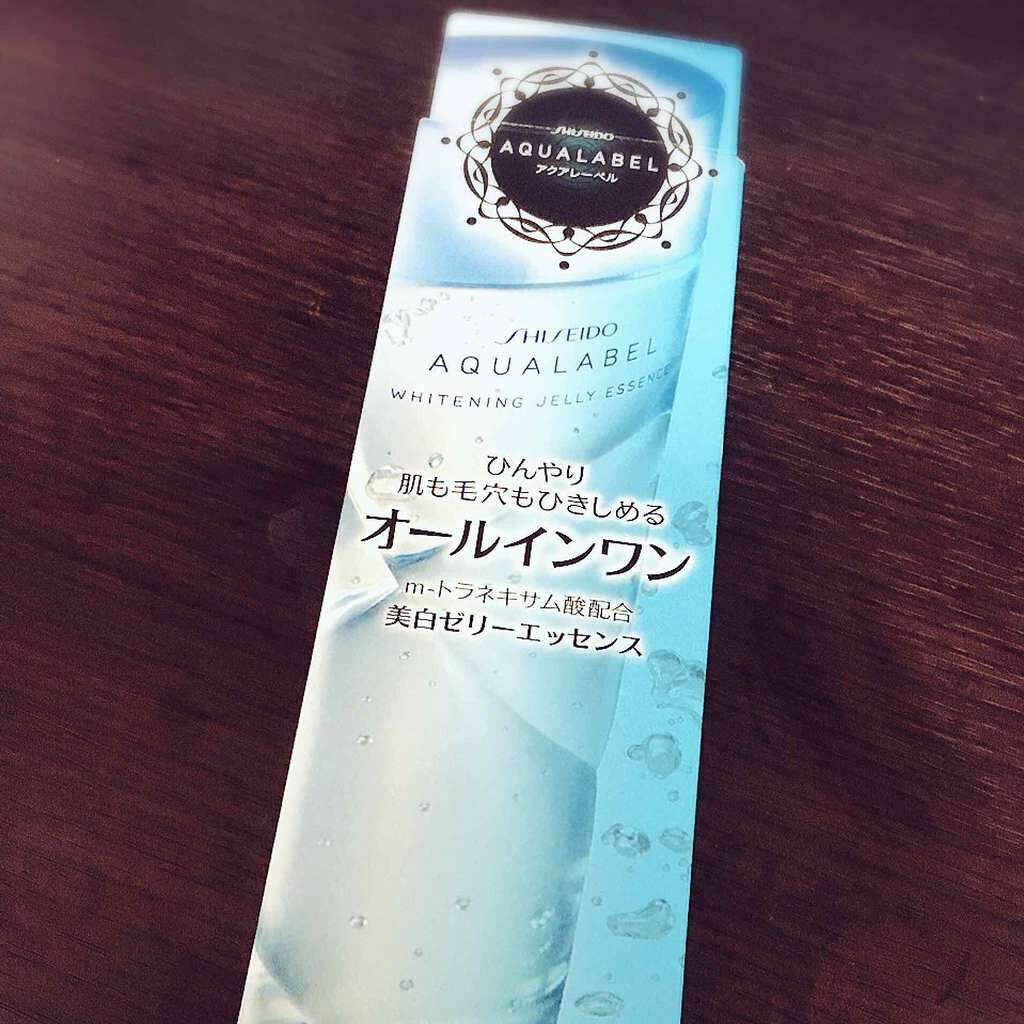 SHISEIDO
AQUALABEL
アクアレーベル
SHISEIDO
AQUALABEL
WHITENING JELLY ESSENCE
ひんやり
肌も毛穴もひきしめる
オールインワン
m-トラネキサム酸配合
美白ゼリーエッセンス